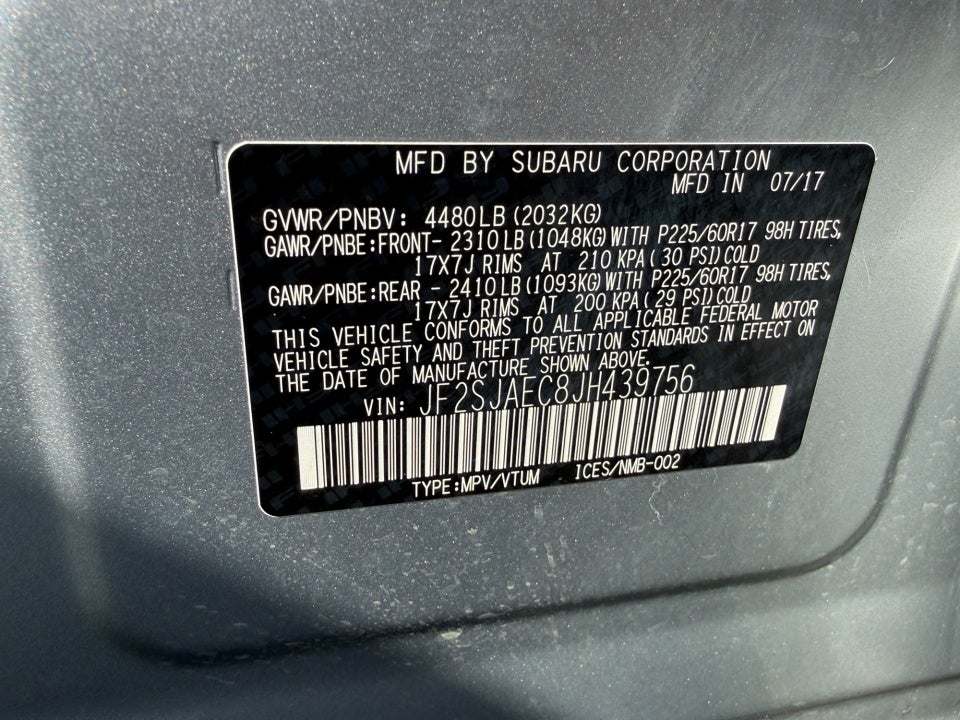 MFD BY SUBARU CORPORATION
MFD IN 07/17
GVWR/PNBV: 4480LB(2032KG)
GAWR/PNBE:FRONT- 2310LB(1048KG)WITH P225/60R17 98H TIRES,
17X7J RIMS AT 210 KPA(30 PSI)COLD
GAWR/PNBE:REAR - 2410LB(1093KG)WITH P225/60R17 98H TIRES,
17X7J RIMS AT 200 KPA(29 PSI)COLD
THIS VEHICLE CONFORMS TO ALL APPLICABLE FEDERAL MOTOR
VEHICLE SAFETY AND THEFT PREVENTION STANDARDS IN EFFECT ON
THE DATE OF MANUFACTURE SHOWN ABOVE.
VIN: JF2SJAEC8JH439756
TYPE:MPV/VTUM ICES/NMB-002